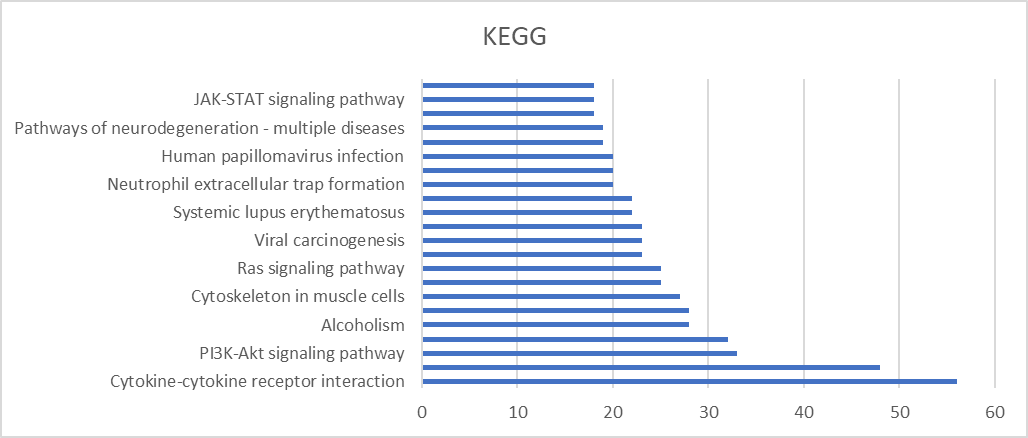 KEGG
JAK-STAT signaling pathway
Pathways of neurodegeneration - multiple diseases
Human papillomavirus infection
Neutrophil extracellular trap formation
Systemic lupus erythematosus
Viral carcinogenesis
Ras signaling pathway
Cytoskeleton in muscle cells
Alcoholism
PI3K-Akt signaling pathway
Cytokine-cytokine receptor interaction
0 10 20 30 40 50 60